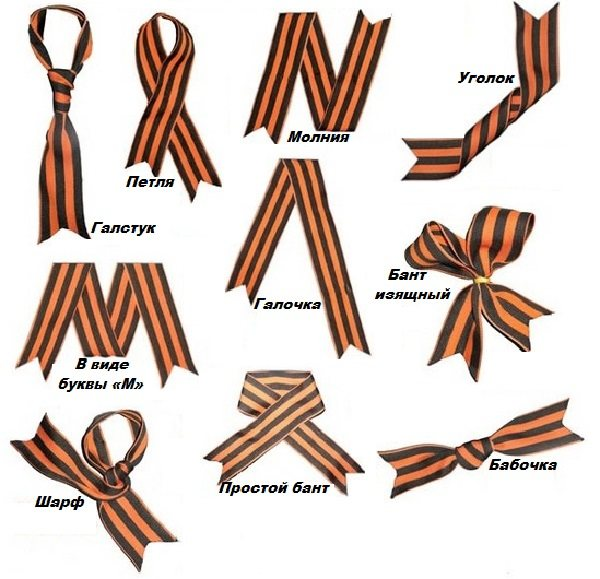 Уголок
Молния
Петля
Галстук
Бант
изящный
Галочка
В виде
буквы «М»
Бабочка
Простой бант
Шарф